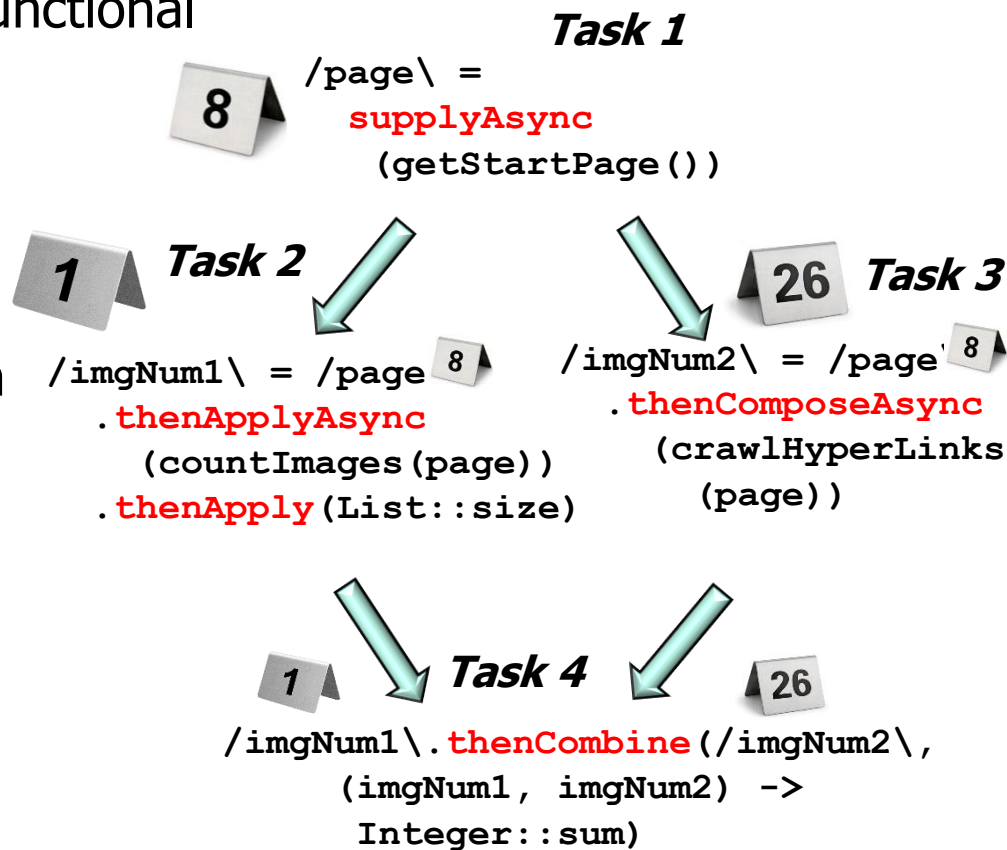 unctional
Task 1
8
/page\ =
supplyAsync
(getStartPage())
1
Task 2
26
Task 3
/imgNum1\ = /page 8
.thenApplyAsync
(countImages(page))
.thenApply(List::size)
/imgNum2\ = /page 8
.thenComposeAsync
(crawlHyperLinks
(page))
1
Task 4
26
/imgNum1\.thenCombine(/imgNum2\,
(imgNum1, imgNum2) ->
Integer::sum)